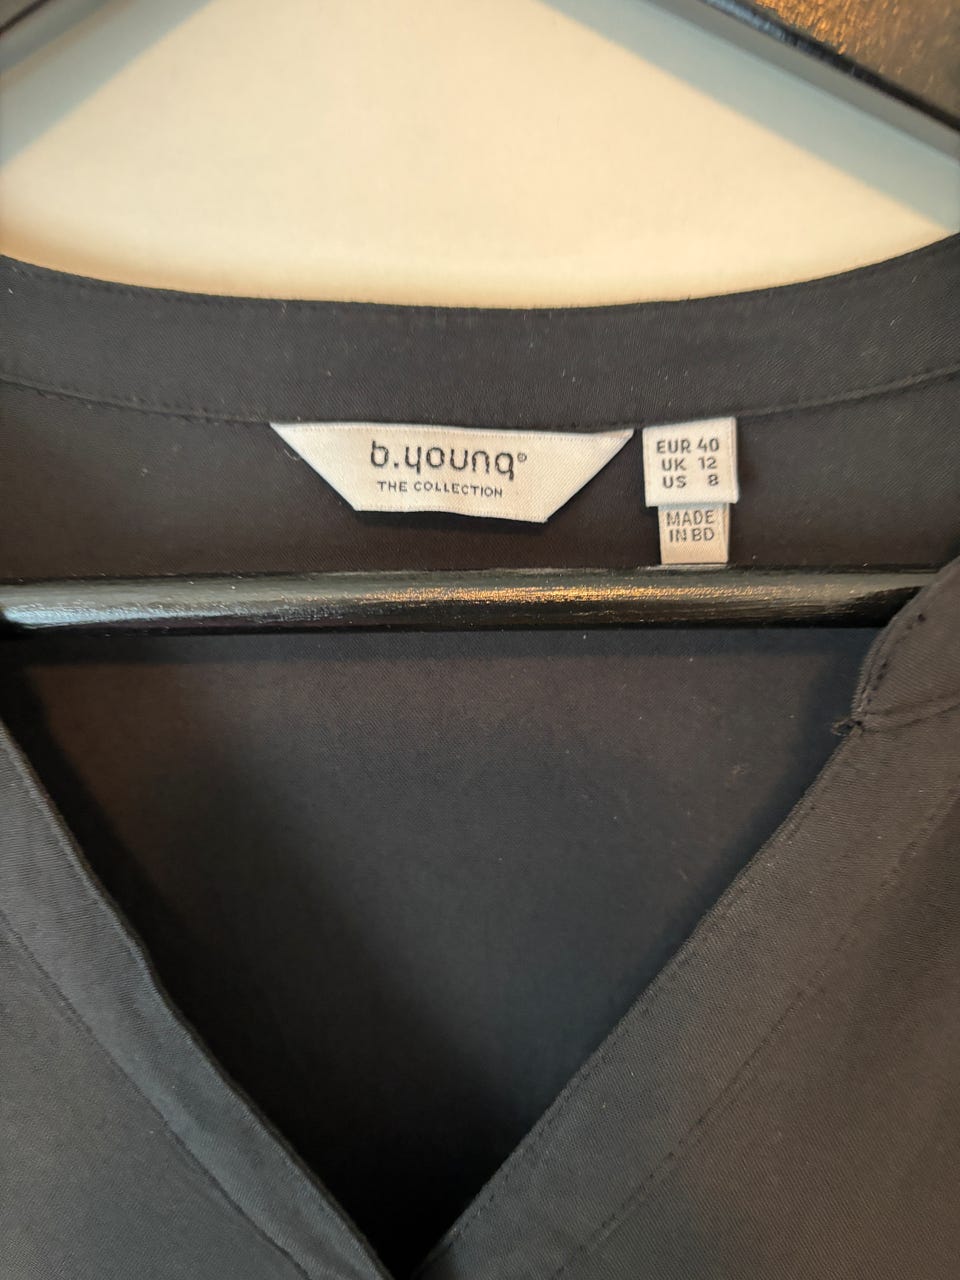 b.young®
THE COLLECTION
EUR 40
UK 12
US 8
MADE
IN BD